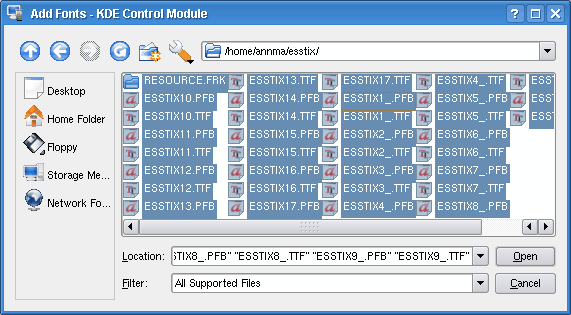 Add Fonts - KDE Control Module
/home/annma/esstix/
Desktop
Home Folder
Floppy
Storage Me...
Network Fo...
RESOURCE.FRK
ESSTIX10.PFB
ESSTIX10.TTF
ESSTIX11.PFB
ESSTIX11.TTF
ESSTIX12.PFB
ESSTIX12.TTF
ESSTIX13.PFB
ESSTIX13.TTF
ESSTIX14.PFB
ESSTIX14.TTF
ESSTIX15.PFB
ESSTIX15.TTF
ESSTIX16.PFB
ESSTIX16.TTF
ESSTIX17.PFB
ESSTIX17.TTF
ESSTIX1_.PFB
ESSTIX1_.TTF
ESSTIX2_.PFB
ESSTIX2_.TTF
ESSTIX3_.PFB
ESSTIX3_.TTF
ESSTIX4_.PFB
ESSTIX4_.TTF
ESSTIX5_.PFB
ESSTIX5_.TTF
ESSTIX6_.PFB
ESSTIX6_.TTF
ESSTIX7_.PFB
ESSTIX7_.TTF
ESSTIX8_.PFB
ESST
ESST
ESST
Location: STIX8_.PFB" "ESSTIX8_.TTF" "ESSTIX9_.PFB" "ESSTIX9_.TTF" Open
Filter: All Supported Files Cancel